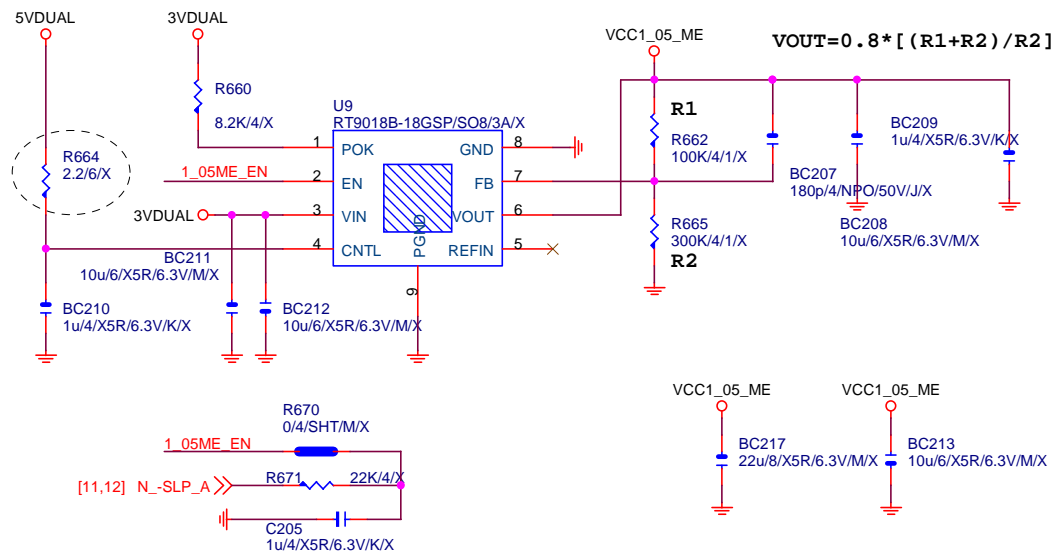 5VDUAL
3VDUAL
VCC1_05_ME
VOUT=0.8*[(R1+R2)/R2]
R660
8.2K/4/X
U9
RT9018B-18GSP/SO8/3A/X
R664
2.2/6/X
1
POK
GND
8
1_05ME_EN
2
EN
FB
7
3VDUAL
3
VIN
VOUT
6
4
CNTL
REFIN
5
PGND
9
R1
R662
100K/4/1/X
BC207
180p/4/NPO/50V/J/X
BC209
1u/4/X5R/6.3V/K/X
R665
300K/4/1/X
R2
BC208
10u/6/X5R/6.3V/M/X
BC211
10u/6/X5R/6.3V/M/X
BC210
1u/4/X5R/6.3V/K/X
BC212
10u/6/X5R/6.3V/M/X
R670
0/4/SHT/M/X
1_05ME_EN
[11,12] N_-SLP_A
R671
22K/4/X
C205
1u/4/X5R/6.3V/K/X
VCC1_05_ME
BC217
22u/8/X5R/6.3V/M/X
VCC1_05_ME
BC213
10u/6/X5R/6.3V/M/X